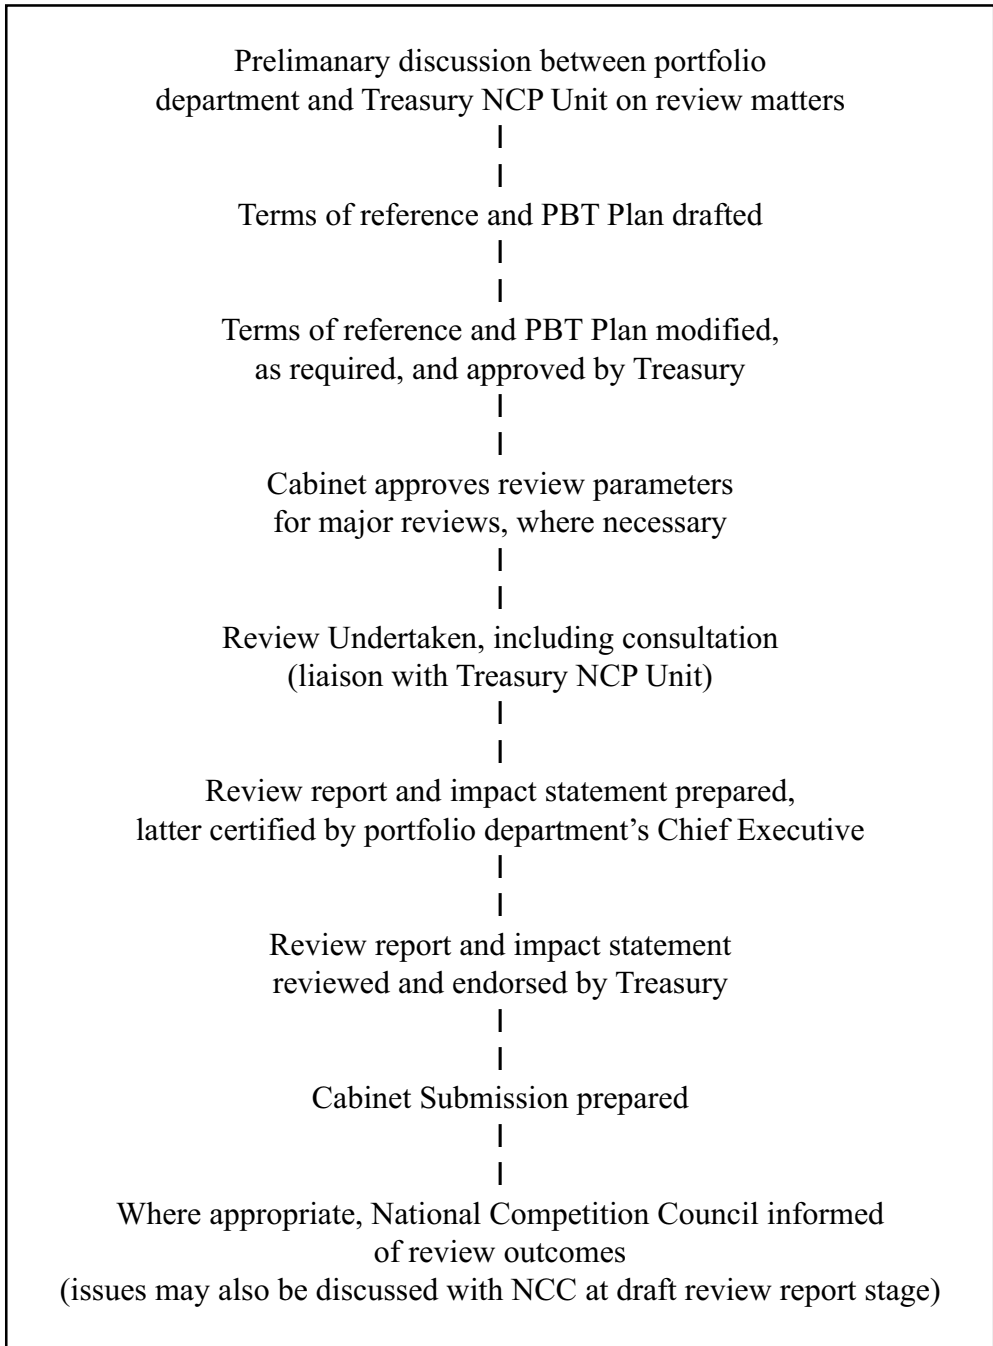 Prelimanary discussion between portfolio
department and Treasury NCP Unit on review matters
Terms of reference and PBT Plan drafted
Terms of reference and PBT Plan modified,
as required, and approved by Treasury
Cabinet approves review parameters
for major reviews, where necessary
Review Undertaken, including consultation
(liaison with Treasury NCP Unit)
Review report and impact statement prepared,
latter certified by portfolio department’s Chief Executive
Review report and impact statement
reviewed and endorsed by Treasury
Cabinet Submission prepared
Where appropriate, National Competition Council informed
of review outcomes
(issues may also be discussed with NCC at draft review report stage)